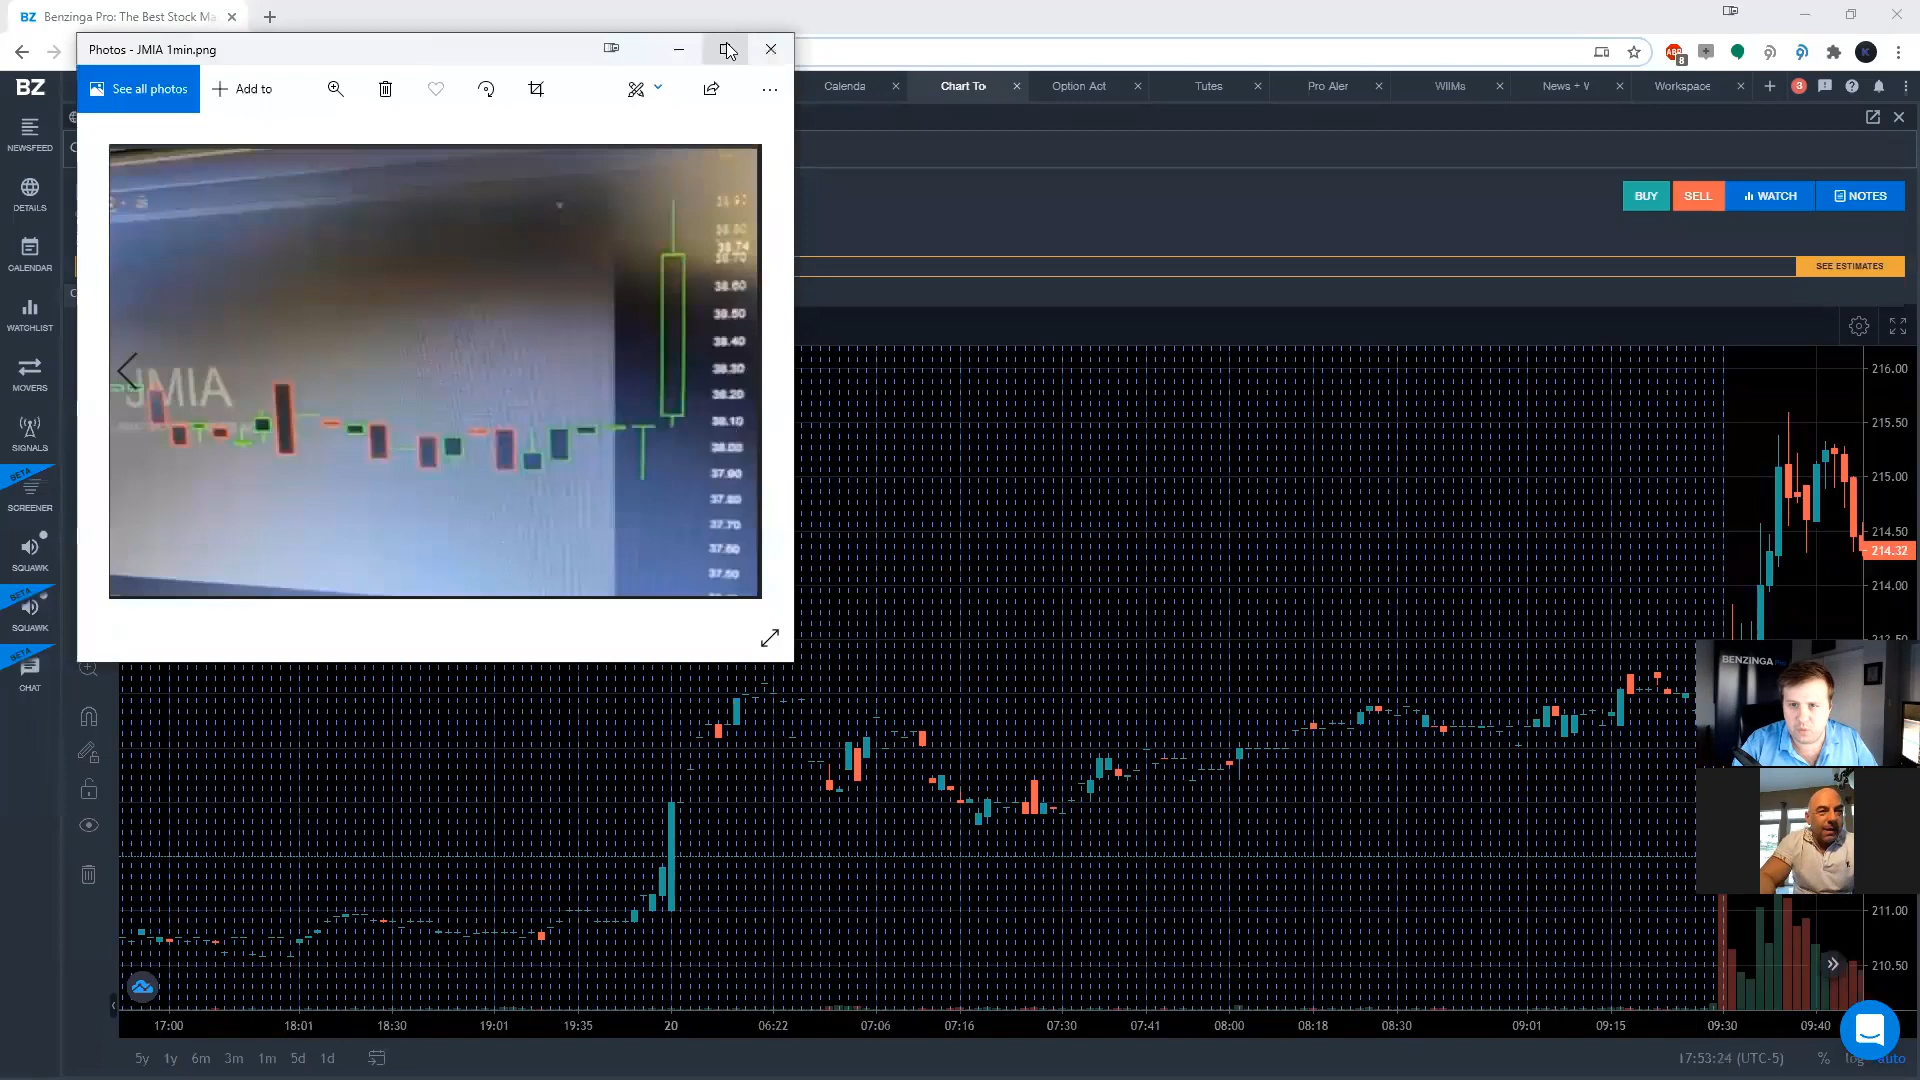 BZ Benzinga Pro: The Best Stock Ma
Photos - JMIA 1min.png
ABP
8
K
See all photos
Add to
BZ
Calenda
Chart To
Option Act
Tutes
Pro Aler
WIIMs
News + V
Workspace
3
NEWSFEED
DETAILS
CALENDAR
WATCHLIST
MOVERS
SIGNALS
BETA
SCREENER
SQUAWK
BETA
SQUAWK
BETA
CHAT
BUY
SELL
WATCH
NOTES
SEE ESTIMATES
JMIA
38.74
38.60
38.50
38.40
38.30
38.20
38.10
38.00
37.90
37.80
37.70
216.00
215.50
215.00
214.50
214.32
214.00
BENZINGA
211.00
210.50
17:00
18:01
18:30
19:01
19:35
20
06:22
07:06
07:16
07:30
07:41
08:00
08:18
08:30
09:01
09:15
09:30
09:40
5y 1y 6m 3m 1m 5d 1d
17:53:24 (UTC-5)
%
log
auto